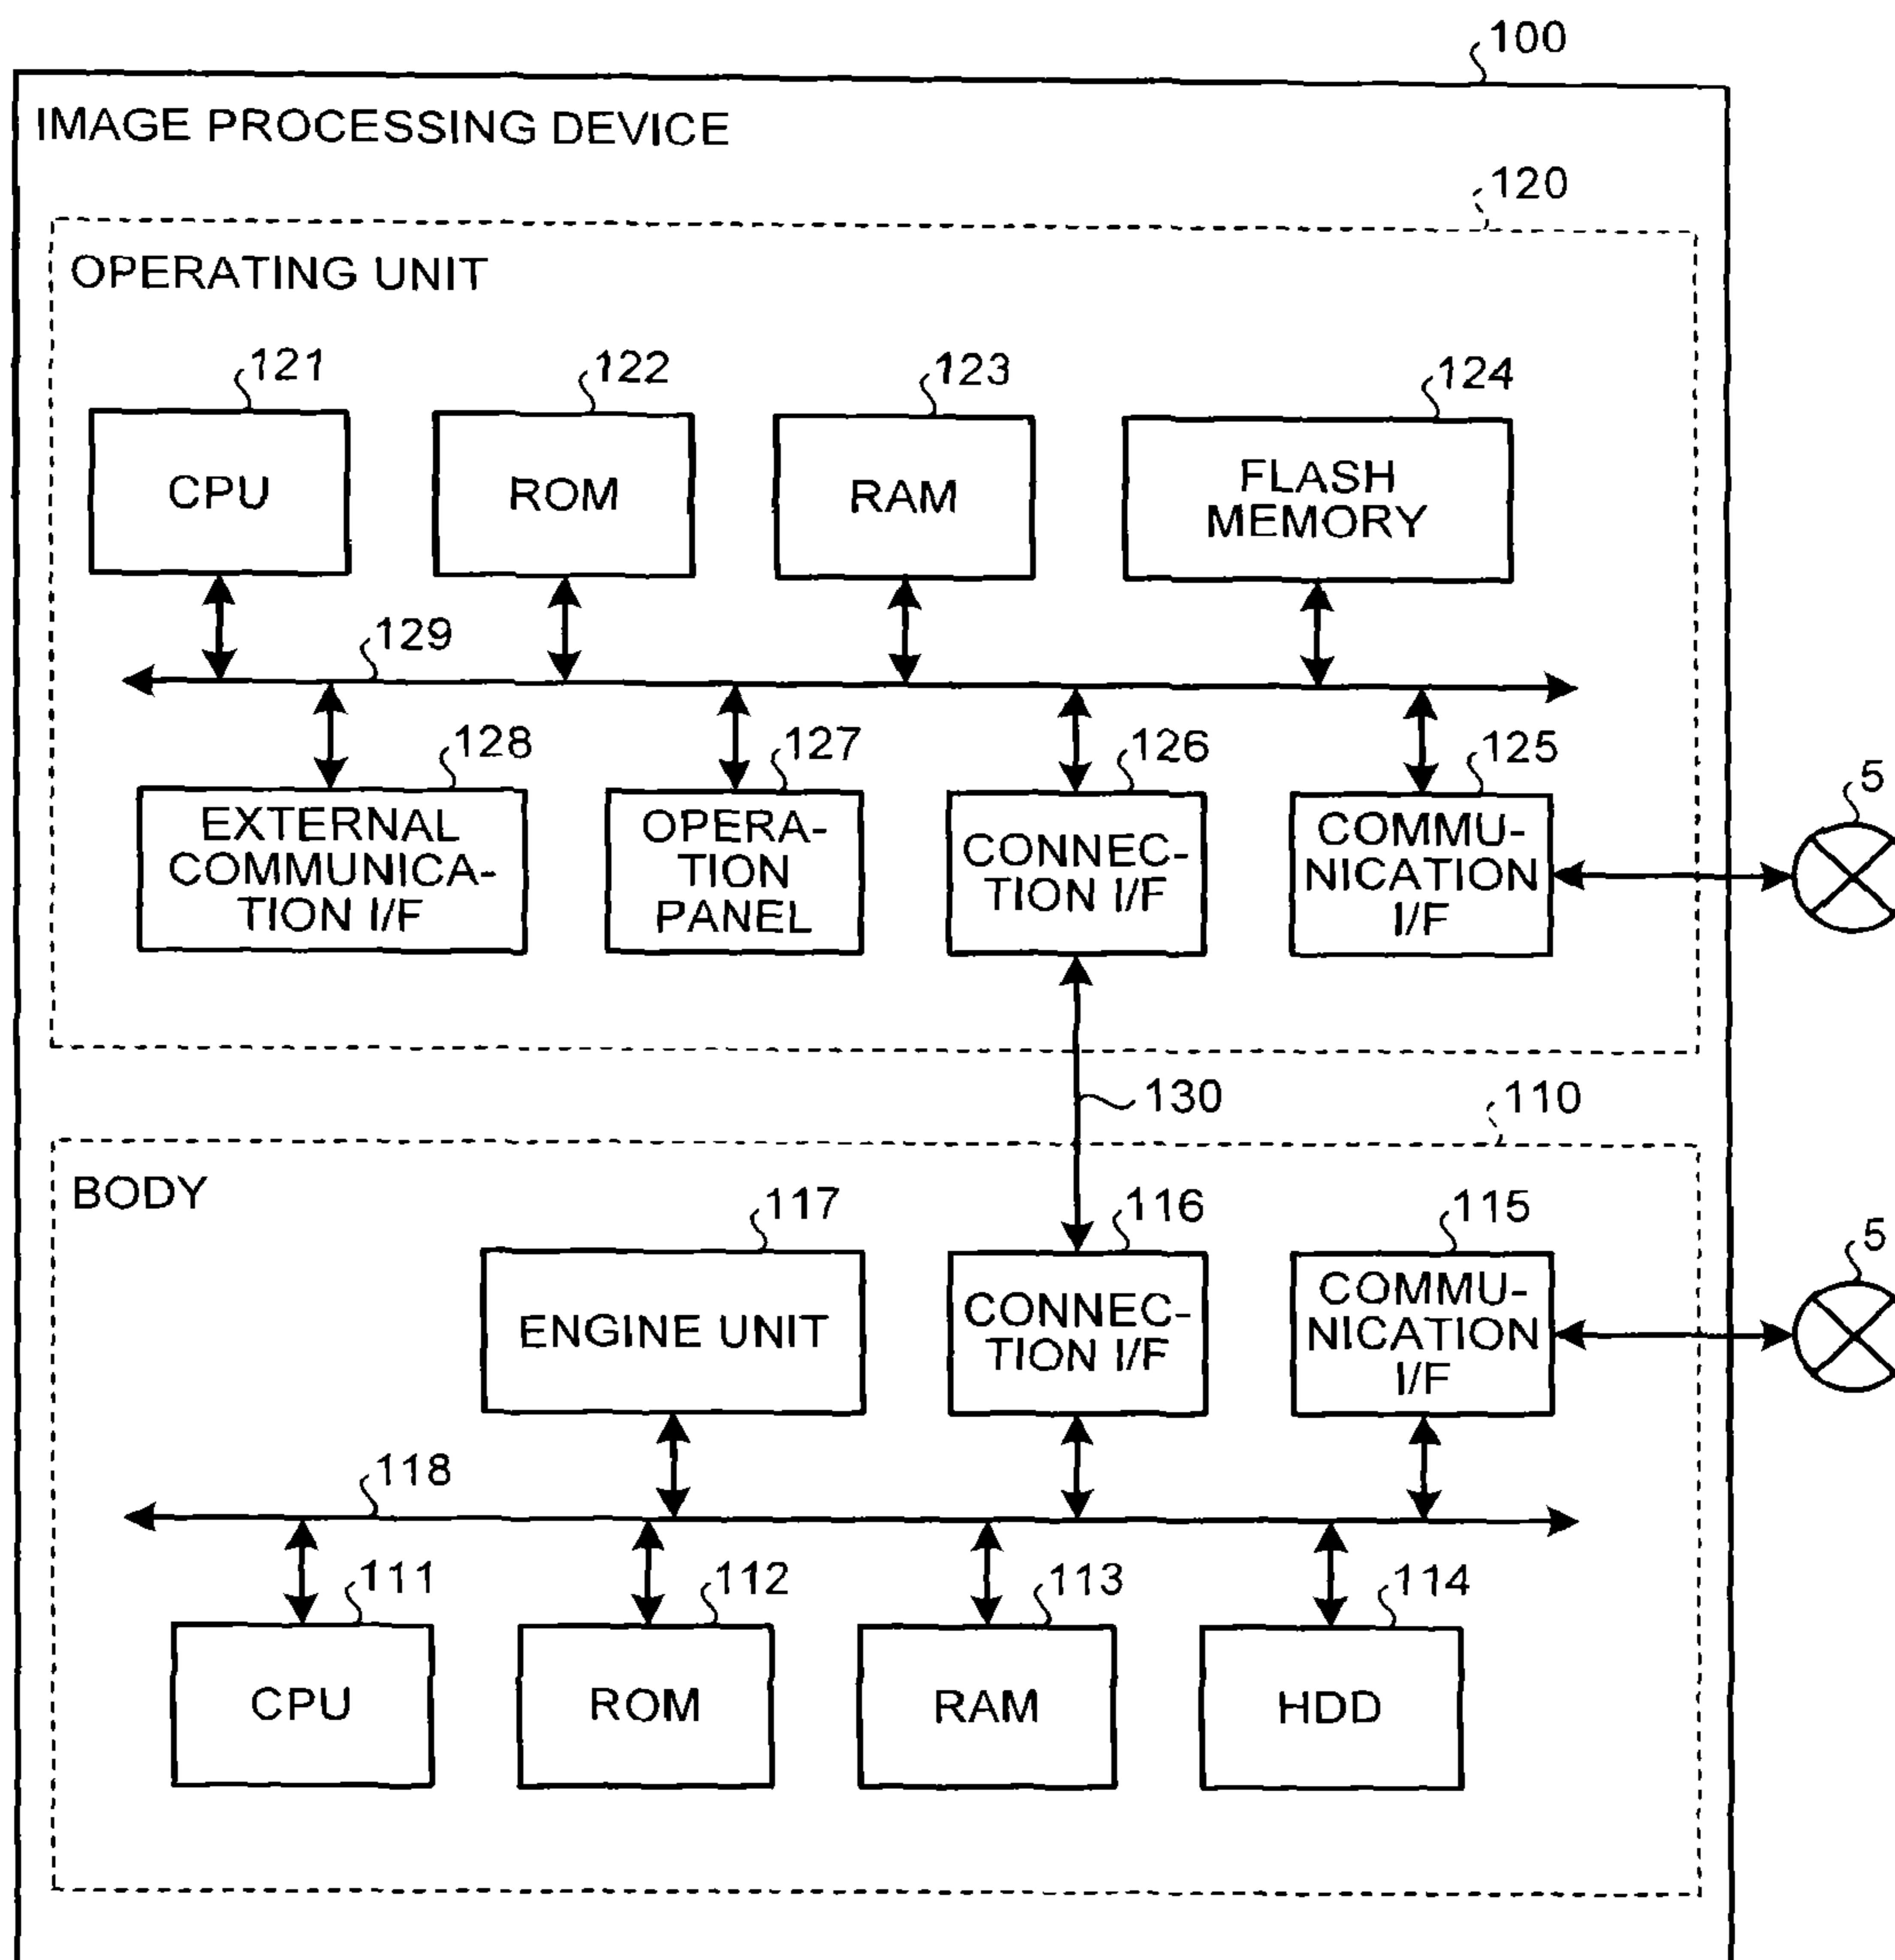 100
IMAGE PROCESSING DEVICE
120
OPERATING UNIT
121
122
123
124
CPU
ROM
RAM
FLASH
MEMORY
129
128
127
126
125
5
EXTERNAL
COMMUNICA-
TION I/F
OPERA-
TION
PANEL
CONNEC-
TION I/F
COMMU-
NICATION
I/F
130
110
BODY
117
116
115
5
ENGINE UNIT
CONNEC-
TION I/F
COMMU-
NICATION
I/F
118
111
112
113
114
CPU
ROM
RAM
HDD